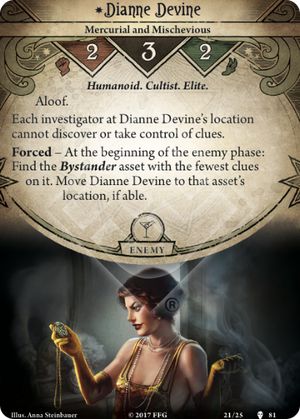 *Dianne Devine
Mercurial and Mischevious
2 3 2
Humanoid. Cultist. Elite.
Aloof.
Each investigator at Dianne Devine's location
cannot discover or take control of clues.
Forced – At the beginning of the enemy phase:
Find the Bystander asset with the fewest clues
on it. Move Dianne Devine to that asset's
location, if able.
ENEMY
®
Illus. Anna Steinbauer © 2017 FFG 21/25 81